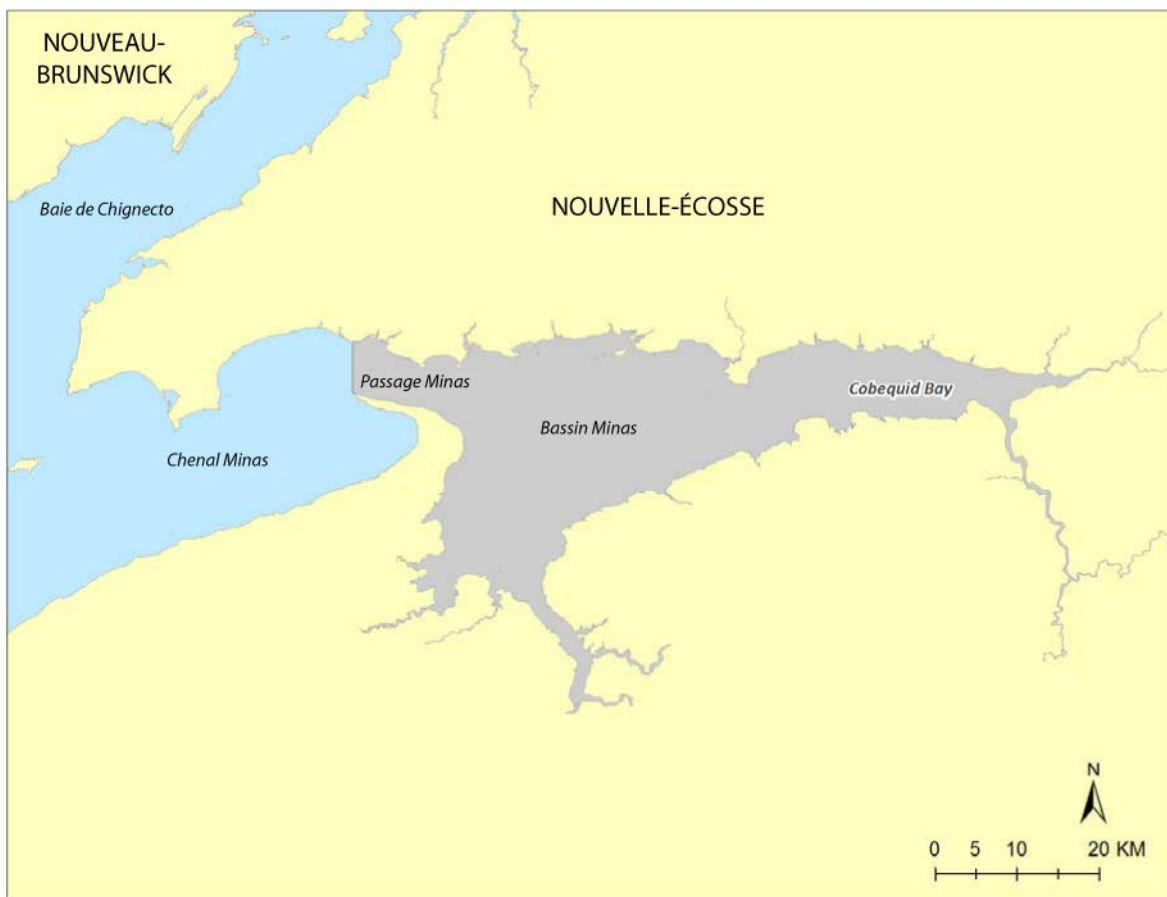 NOUVEAU-
BRUNSWICK
Baie de Chignecto
NOUVELLE-ÉCOSSE
Passage Minas
Cobequid Bay
Bassin Minas
Chenal Minas
N
0 5 10 20 KM